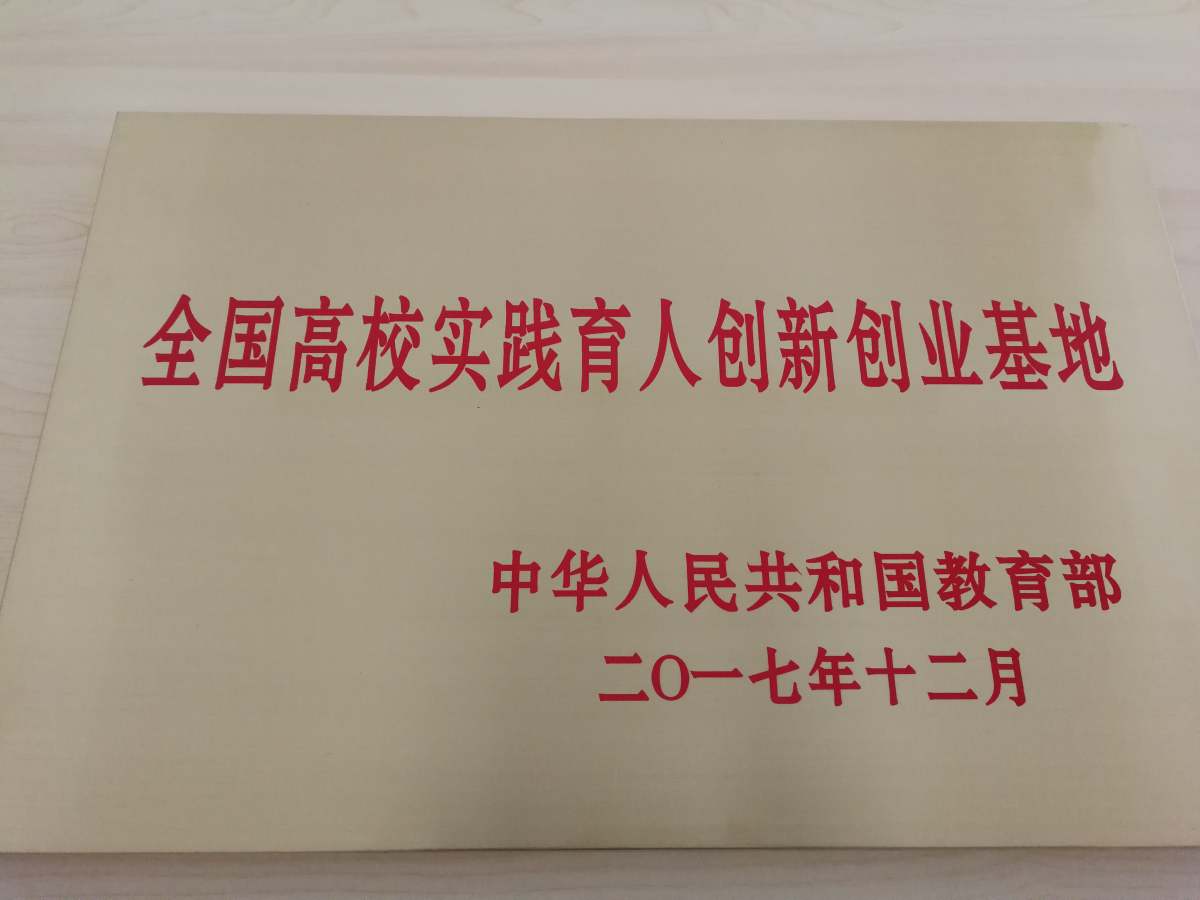 全国高校实践育人创新创业基地
中华人民共和国教育部
二〇一七年十二月